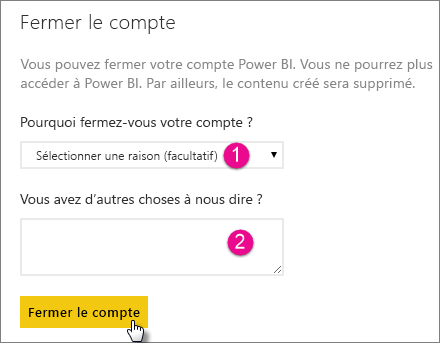 Fermer le compte
Vous pouvez fermer votre compte Power BI. Vous ne pourrez plus
accéder à Power BI. Par ailleurs, le contenu créé sera supprimé.
Pourquoi fermez-vous votre compte ?
Sélectionner une raison (facultatif) 1
Vous avez d'autres choses à nous dire ?
2
Fermer le compte